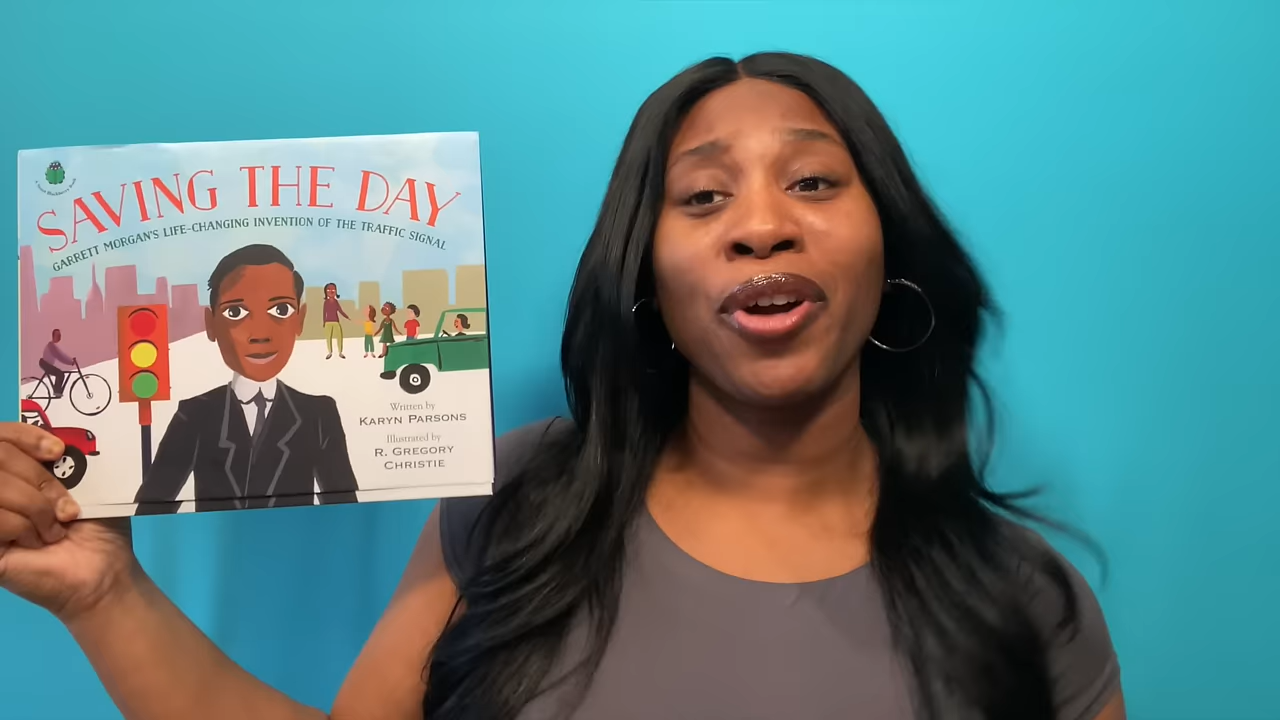 SAVING THE DAY
GARRETT MORGAN'S LIFE-CHANGING INVENTION OF THE TRAFFIC SIGNAL
Written by
KARYN PARSONS
Illustrated by
R. GREGORY
CHRISTIE